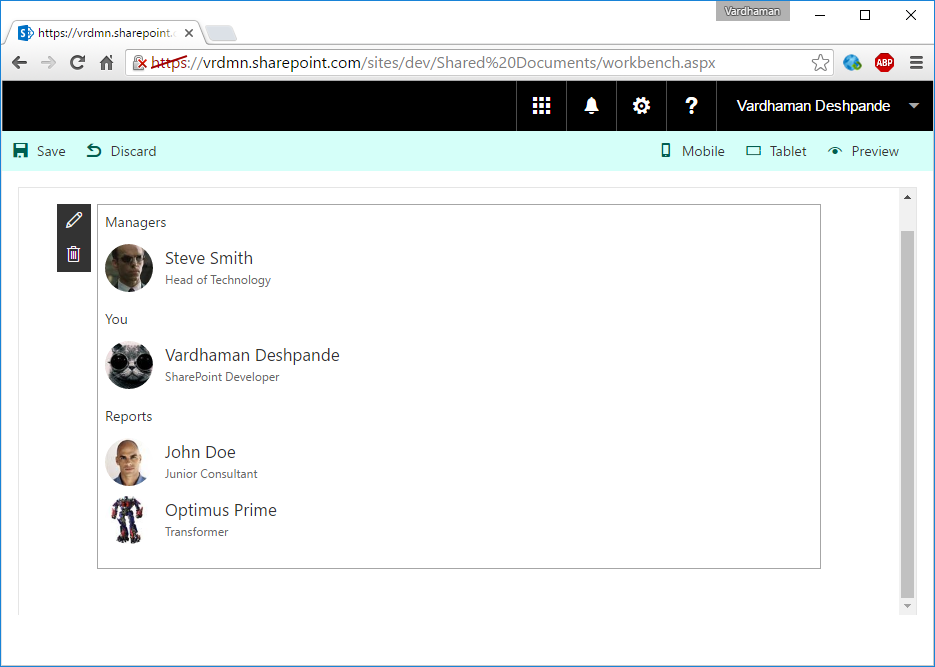 Vardhaman
https://vrdmn.sharepoint.
https://vrdmn.sharepoint.com/sites/dev/Shared%20Documents/workbench.aspx
ABP
S
? Vardhaman Deshpande
Save Discard Mobile Tablet Preview
Managers
Steve Smith
Head of Technology
You
Vardhaman Deshpande
SharePoint Developer
Reports
John Doe
Junior Consultant
Optimus Prime
Transformer